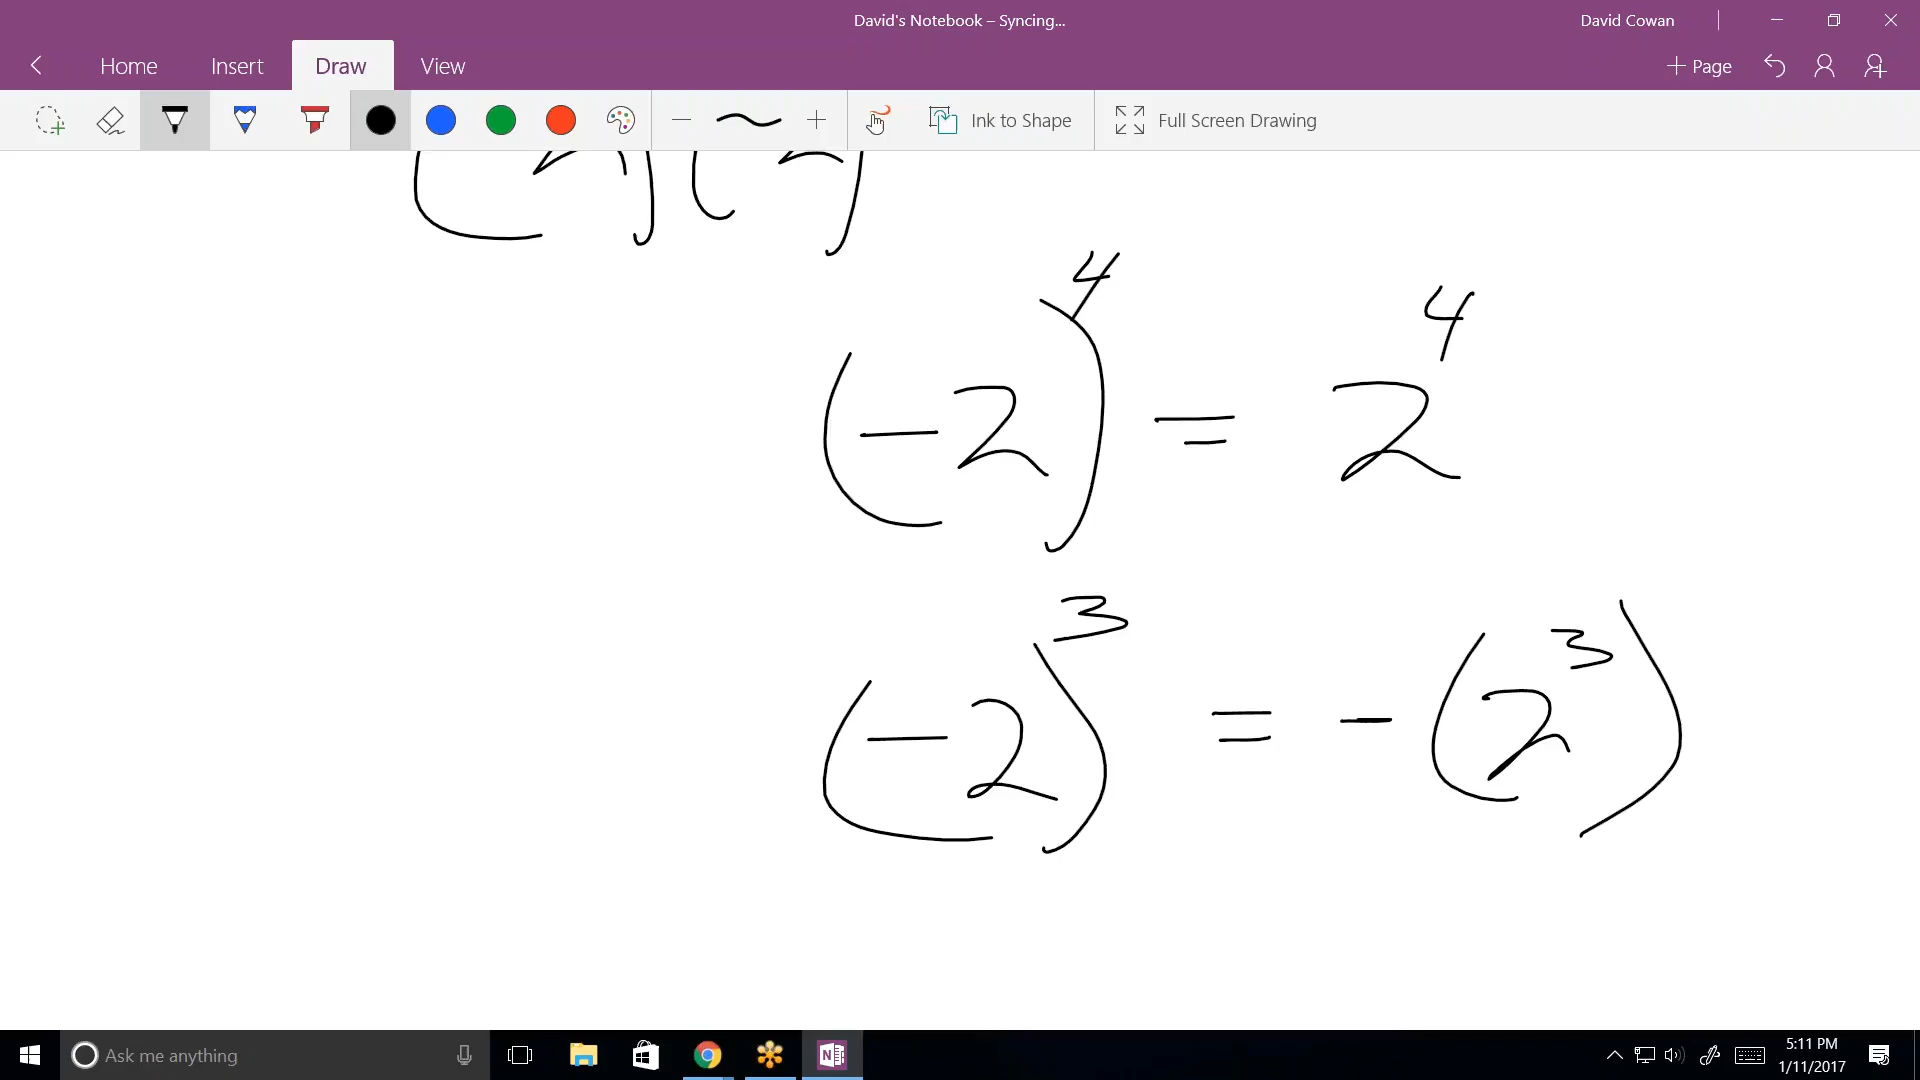 David's Notebook – Syncing...
David Cowan
Home Insert Draw View
Page
Ink to Shape
Full Screen Drawing
(-2)⁴ = 2⁴
(-2)³ = -(2³)
Ask me anything
N
5:11 PM
1/11/2017